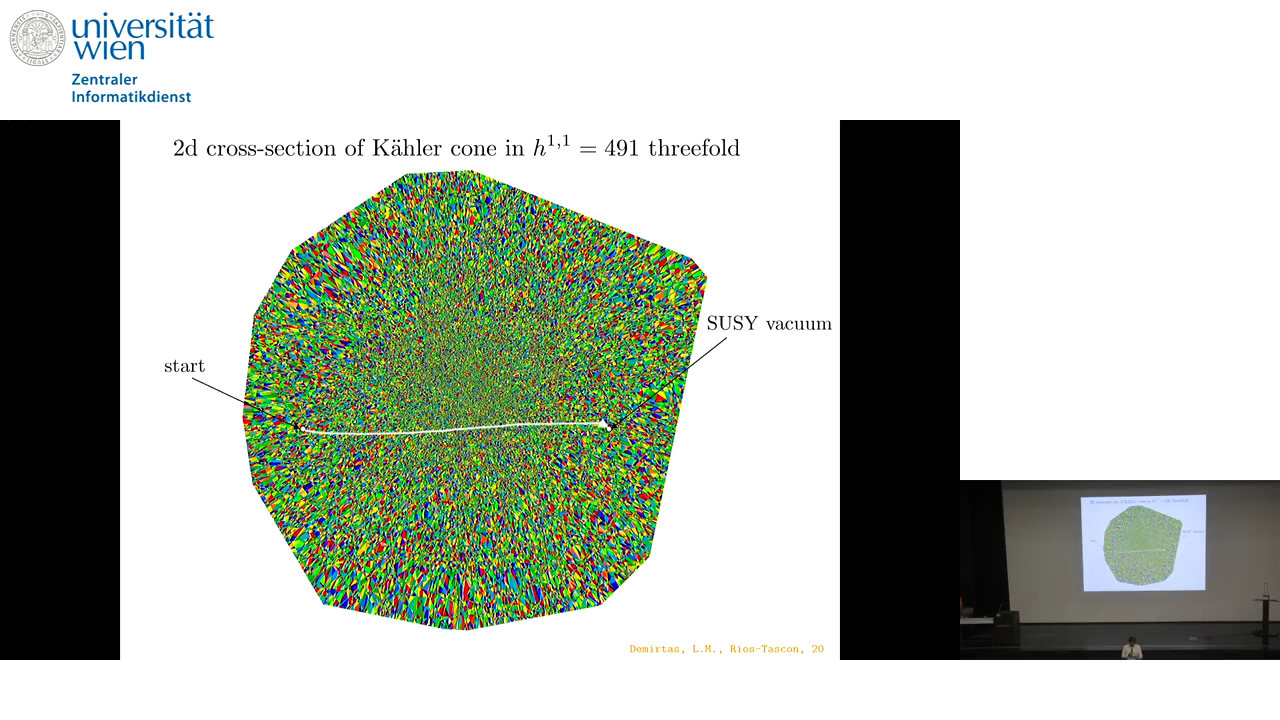 universität
wien
Zentraler
Informatikdienst
2d cross-section of Kähler cone in h^{1,1} = 491 threefold
SUSY vacuum
start
Demirtas, L.M., Rios-Tascon, 20